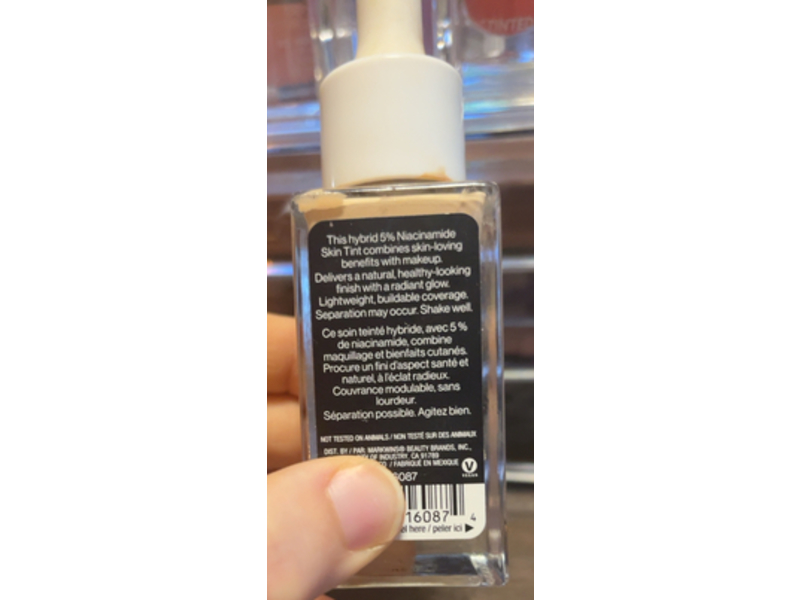 TINTED
This hybrid 5% Niacinamide
Skin Tint combines skin-loving
benefits with makeup.
Delivers a natural, healthy-looking
finish with a radiant glow.
Lightweight, buildable coverage.
Separation may occur. Shake well.
Ce soin teinté hybride, avec 5 %
de niacinamide, combine
maquillage et bienfaits cutanés.
Procure un fini d'aspect santé et
naturel, à l'éclat radieux.
Couvrance modulable, sans
lourdeur.
Séparation possible. Agitez bien.
NOT TESTED ON ANIMALS / NON TESTÉ SUR DES ANIMAUX
DIST. BY / PAR: MARKWINS® BEAUTY BRANDS, INC.,
OF INDUSTRY, CA 91789
/ FABRIQUÉ EN MEXIQUE
V
VEGAN
6087
16087 4
here / peler ici ▶